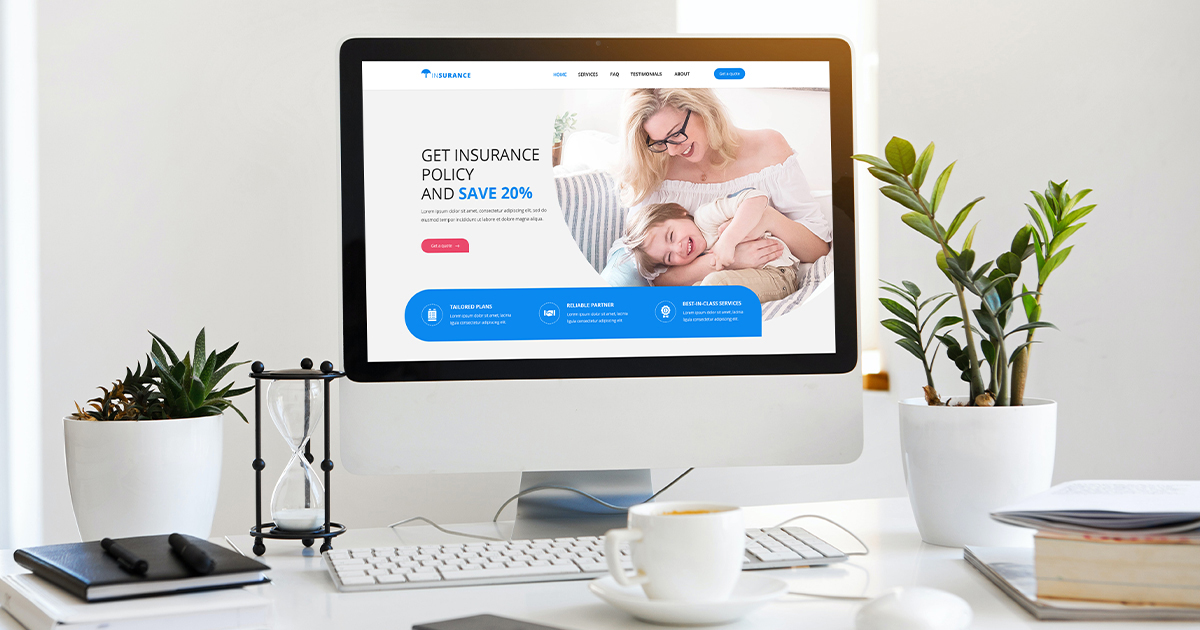 INSURANCE
HOME SERVICES FAQ TESTIMONIALS ABOUT Get a quote
GET INSURANCE
POLICY
AND SAVE 20%
Lorem ipsum dolor sit amet, consectetur adipiscing elit, sed do
eiusmod tempor incididunt ut labore et dolore magna aliqua.
Get a quote →
TAILORED PLANS
Lorem ipsum dolor sit amet, lacinia
ligula consectetur adipiscing elit.
RELIABLE PARTNER
Lorem ipsum dolor sit amet, lacinia
ligula consectetur adipiscing elit.
BEST-IN-CLASS SERVICES
Lorem ipsum dolor sit amet, lacinia
ligula consectetur adipiscing elit.